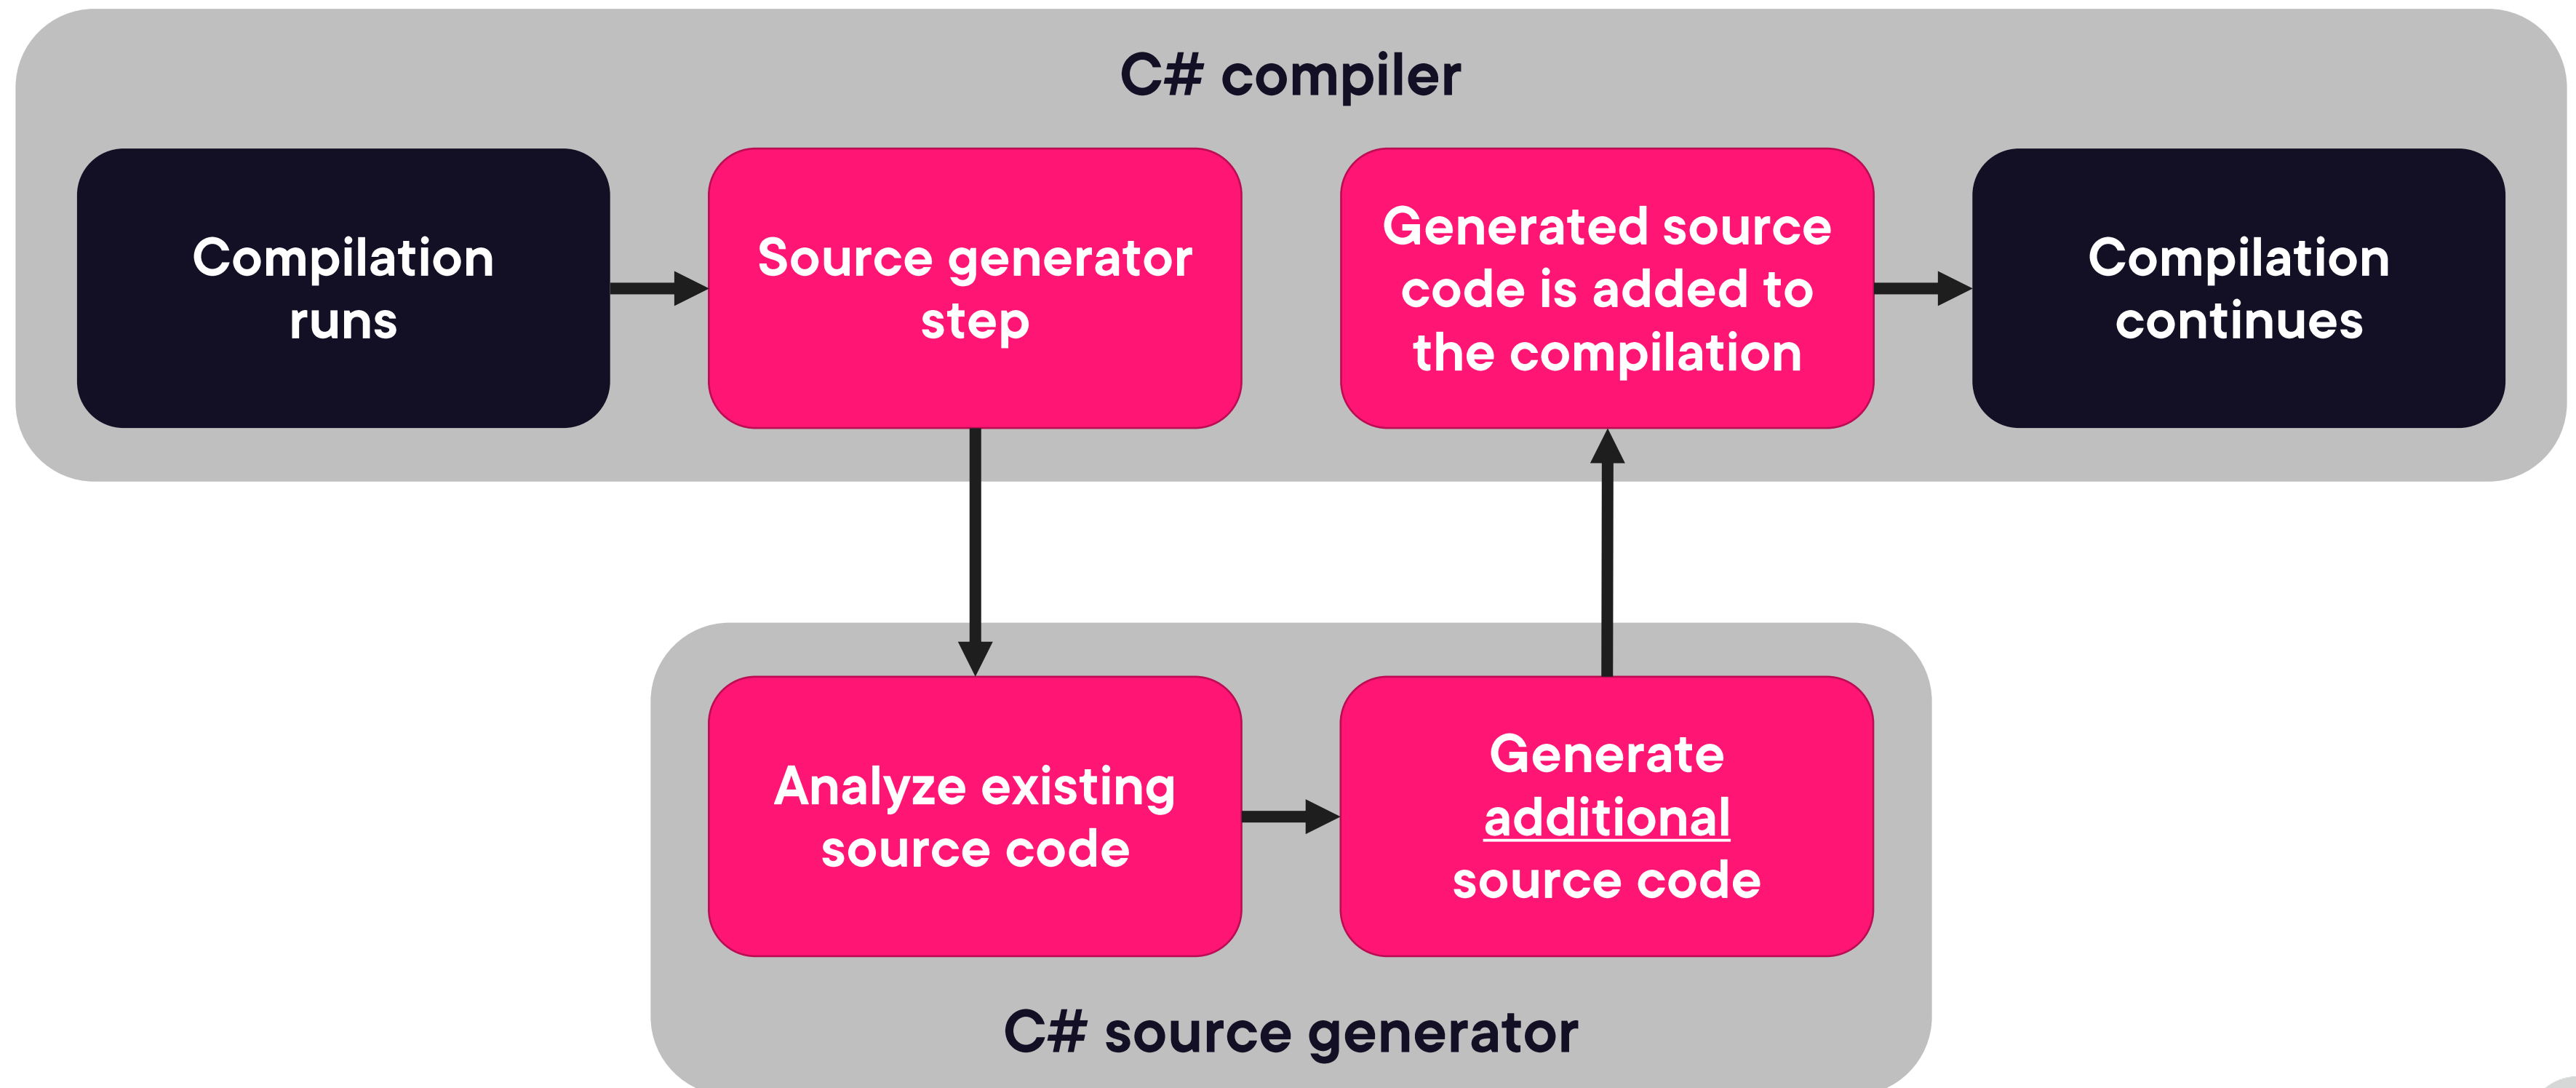 C# compiler
Compilation
runs
Source generator
step
Generated source
code is added to
the compilation
Compilation
continues
Analyze existing
source code
Generate
additional
source code
C# source generator